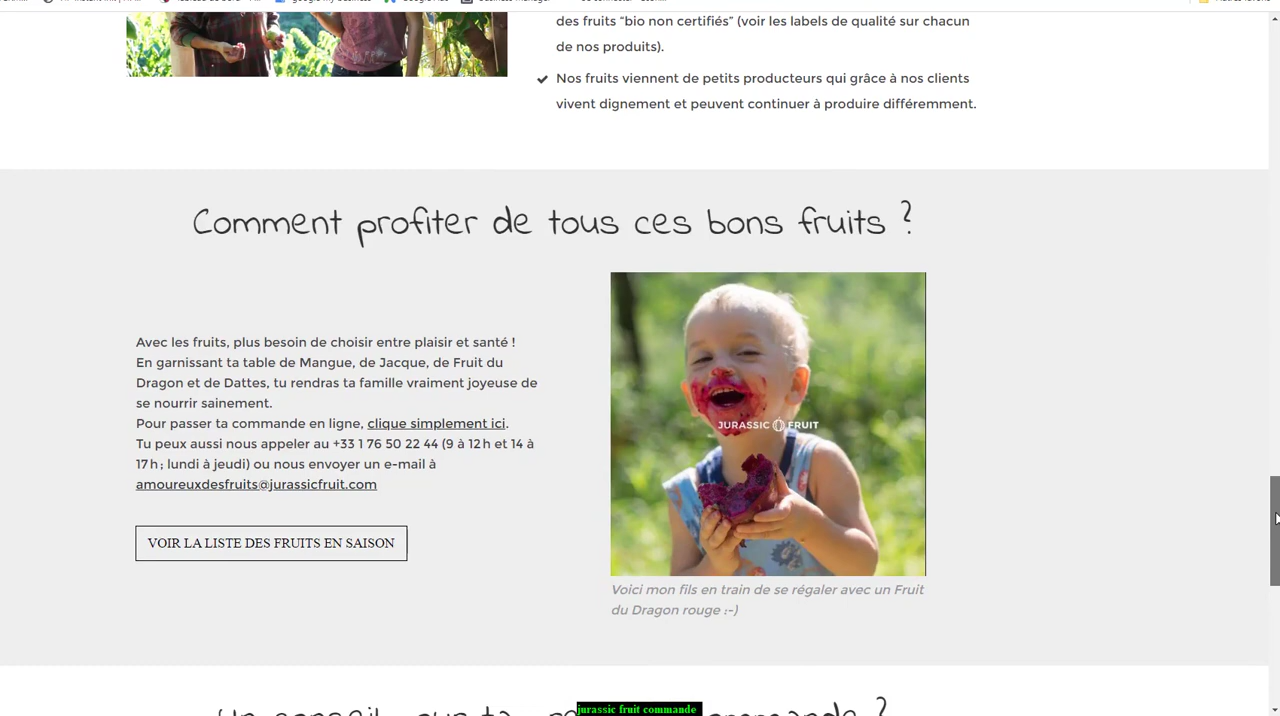 des fruits “bio non certifiés” (voir les labels de qualité sur chacun
de nos produits).
Nos fruits viennent de petits producteurs qui grâce à nos clients
vivent dignement et peuvent continuer à produire différemment.
Comment profiter de tous ces bons fruits ?
Avec les fruits, plus besoin de choisir entre plaisir et santé !
En garnissant ta table de Mangue, de Jacque, de Fruit du
Dragon et de Dattes, tu rendras ta famille vraiment joyeuse de
se nourrir sainement.
Pour passer ta commande en ligne, clique simplement ici.
Tu peux aussi nous appeler au +33 1 76 50 22 44 (9 à 12 h et 14 à
17 h ; lundi à jeudi) ou nous envoyer un e-mail à
amoureuxdesfruits@jurassicfruit.com
VOIR LA LISTE DES FRUITS EN SAISON
JURASSIC FRUIT
Voici mon fils en train de se régaler avec un Fruit
du Dragon rouge :-)
Un conseil sur ta
jurassic fruit commande